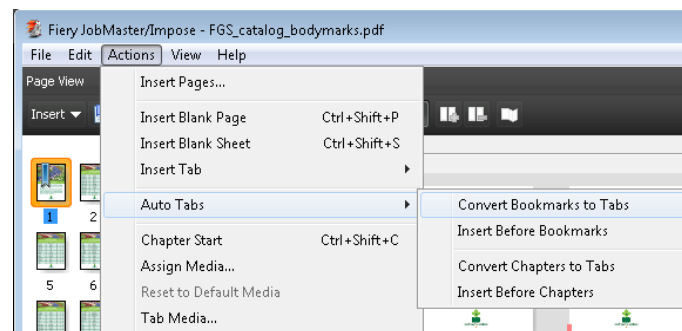 Fiery JobMaster/Impose - FGS_catalog_bodymarks.pdf
File Edit Actions View Help
Page View
Insert Pages...
Insert
Insert Blank Page Ctrl+Shift+P
Insert Blank Sheet Ctrl+Shift+S
Insert Tab
Auto Tabs
Convert Bookmarks to Tabs
1 2
Insert Before Bookmarks
Chapter Start Ctrl+Shift+C
Assign Media...
Convert Chapters to Tabs
5 6
Reset to Default Media
Insert Before Chapters
Tab Media...